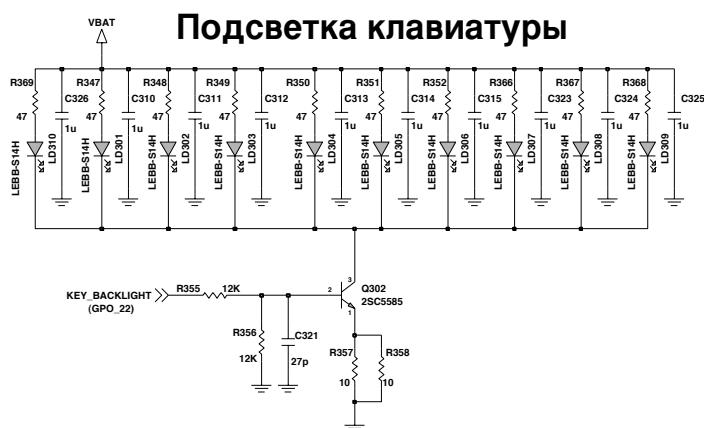 VBAT
Подсветка клавиатуры
R369 R347 R348 R349 R350 R351 R352 R366 R367 R368
C326 C310 C311 C312 C313 C314 C315 C323 C324 C325
47 47 47 47 47 47 47 47 47 47
1u 1u 1u 1u 1u 1u 1u 1u 1u 1u
LEBB-S14H LD310
LEBB-S14H LD301
LEBB-S14H LD302
LEBB-S14H LD303
LEBB-S14H LD304
LEBB-S14H LD305
LEBB-S14H LD306
LEBB-S14H LD307
LEBB-S14H LD308
LEBB-S14H LD309
KEY_BACKLIGHT
(GPO_22)
R355 12K
2
3
1
Q302
2SC5585
R356
12K
C321
27p
R357
10
R358
10